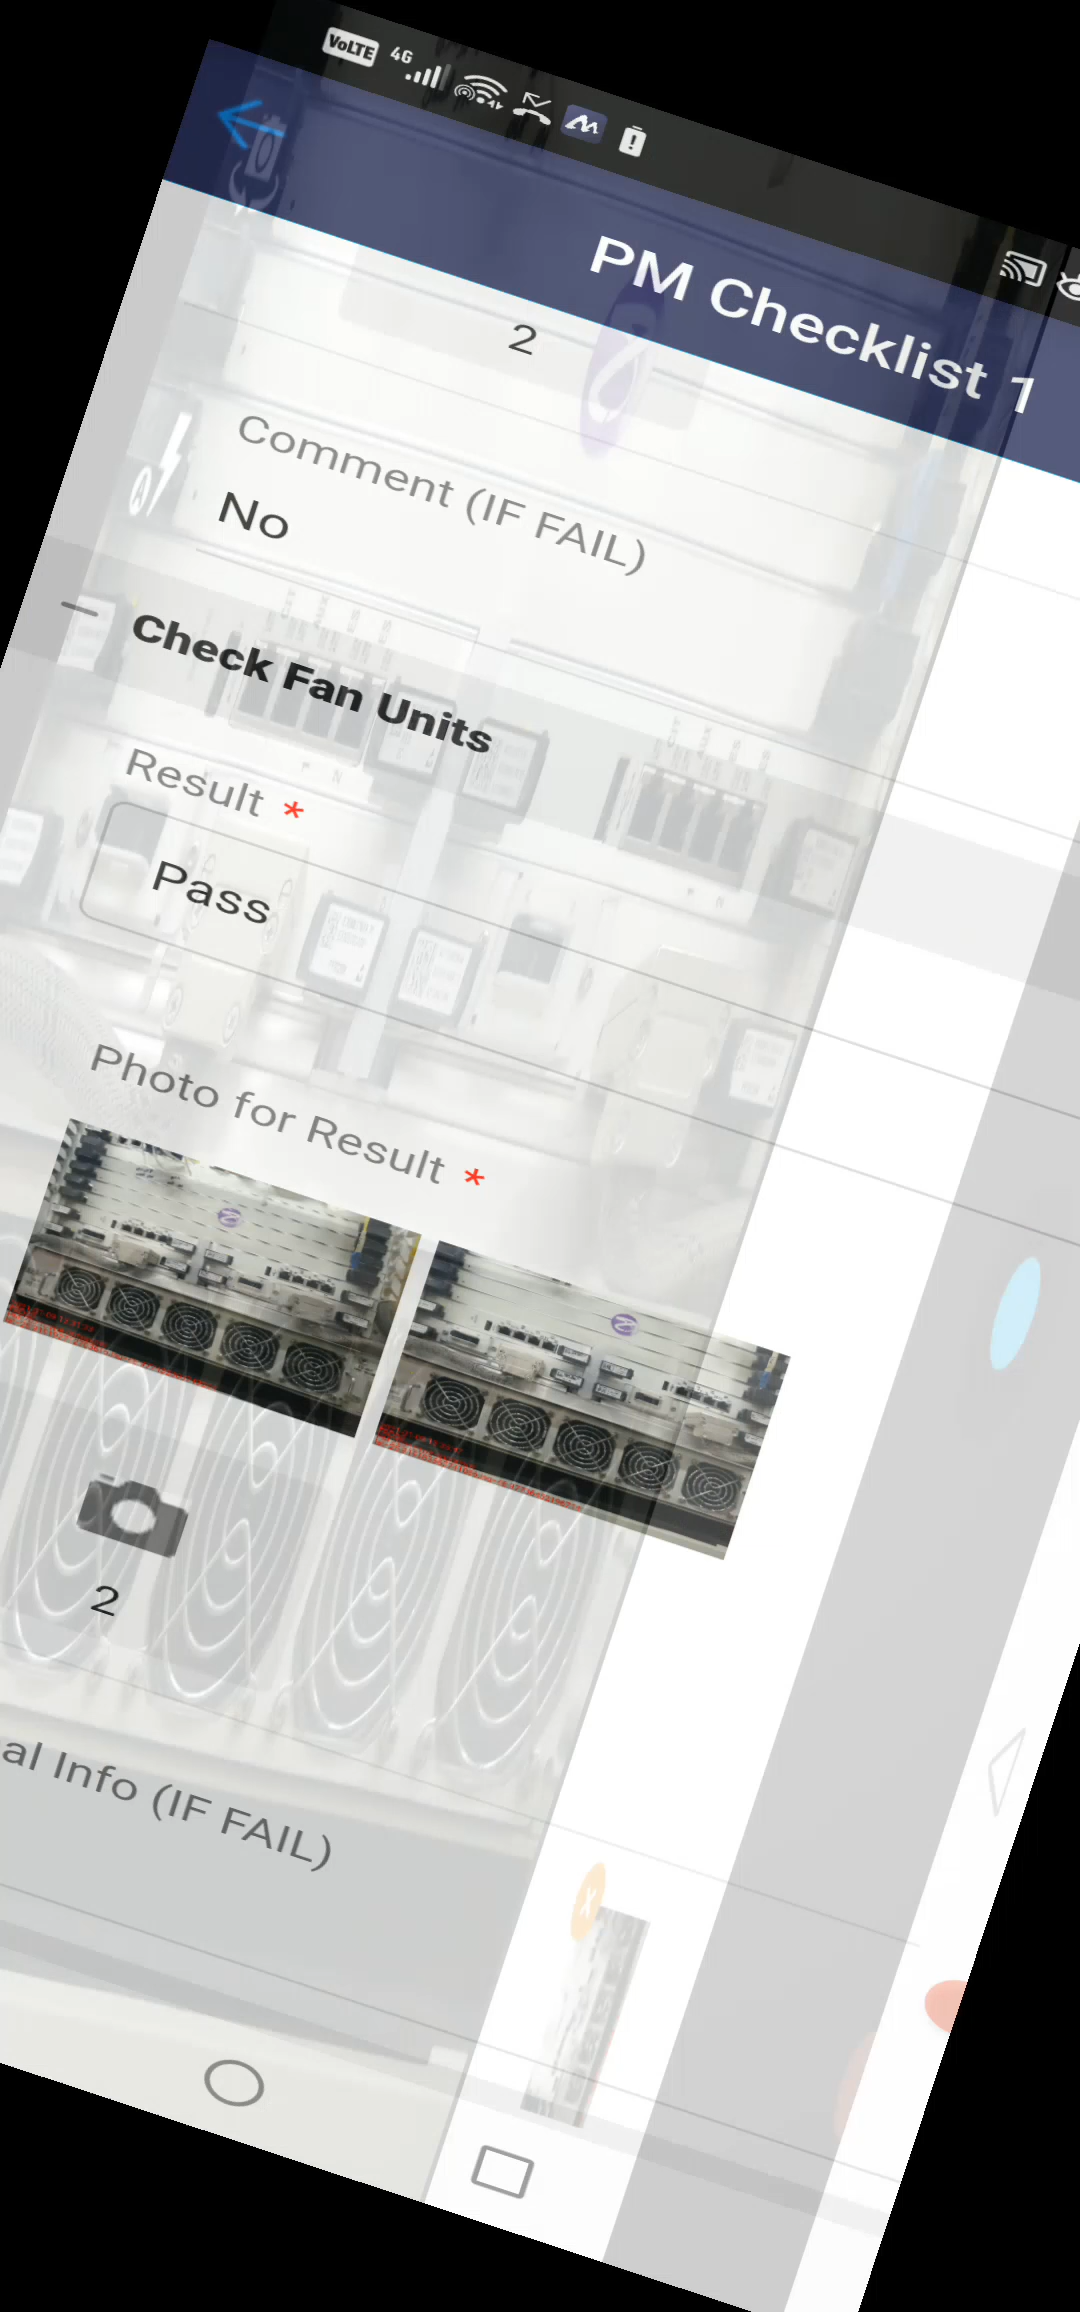 VoLTE 4G
PM Checklist 1
2
Comment (IF FAIL)
No
Check Fan Units
Result *
Pass
Photo for Result *
2
al Info (IF FAIL)